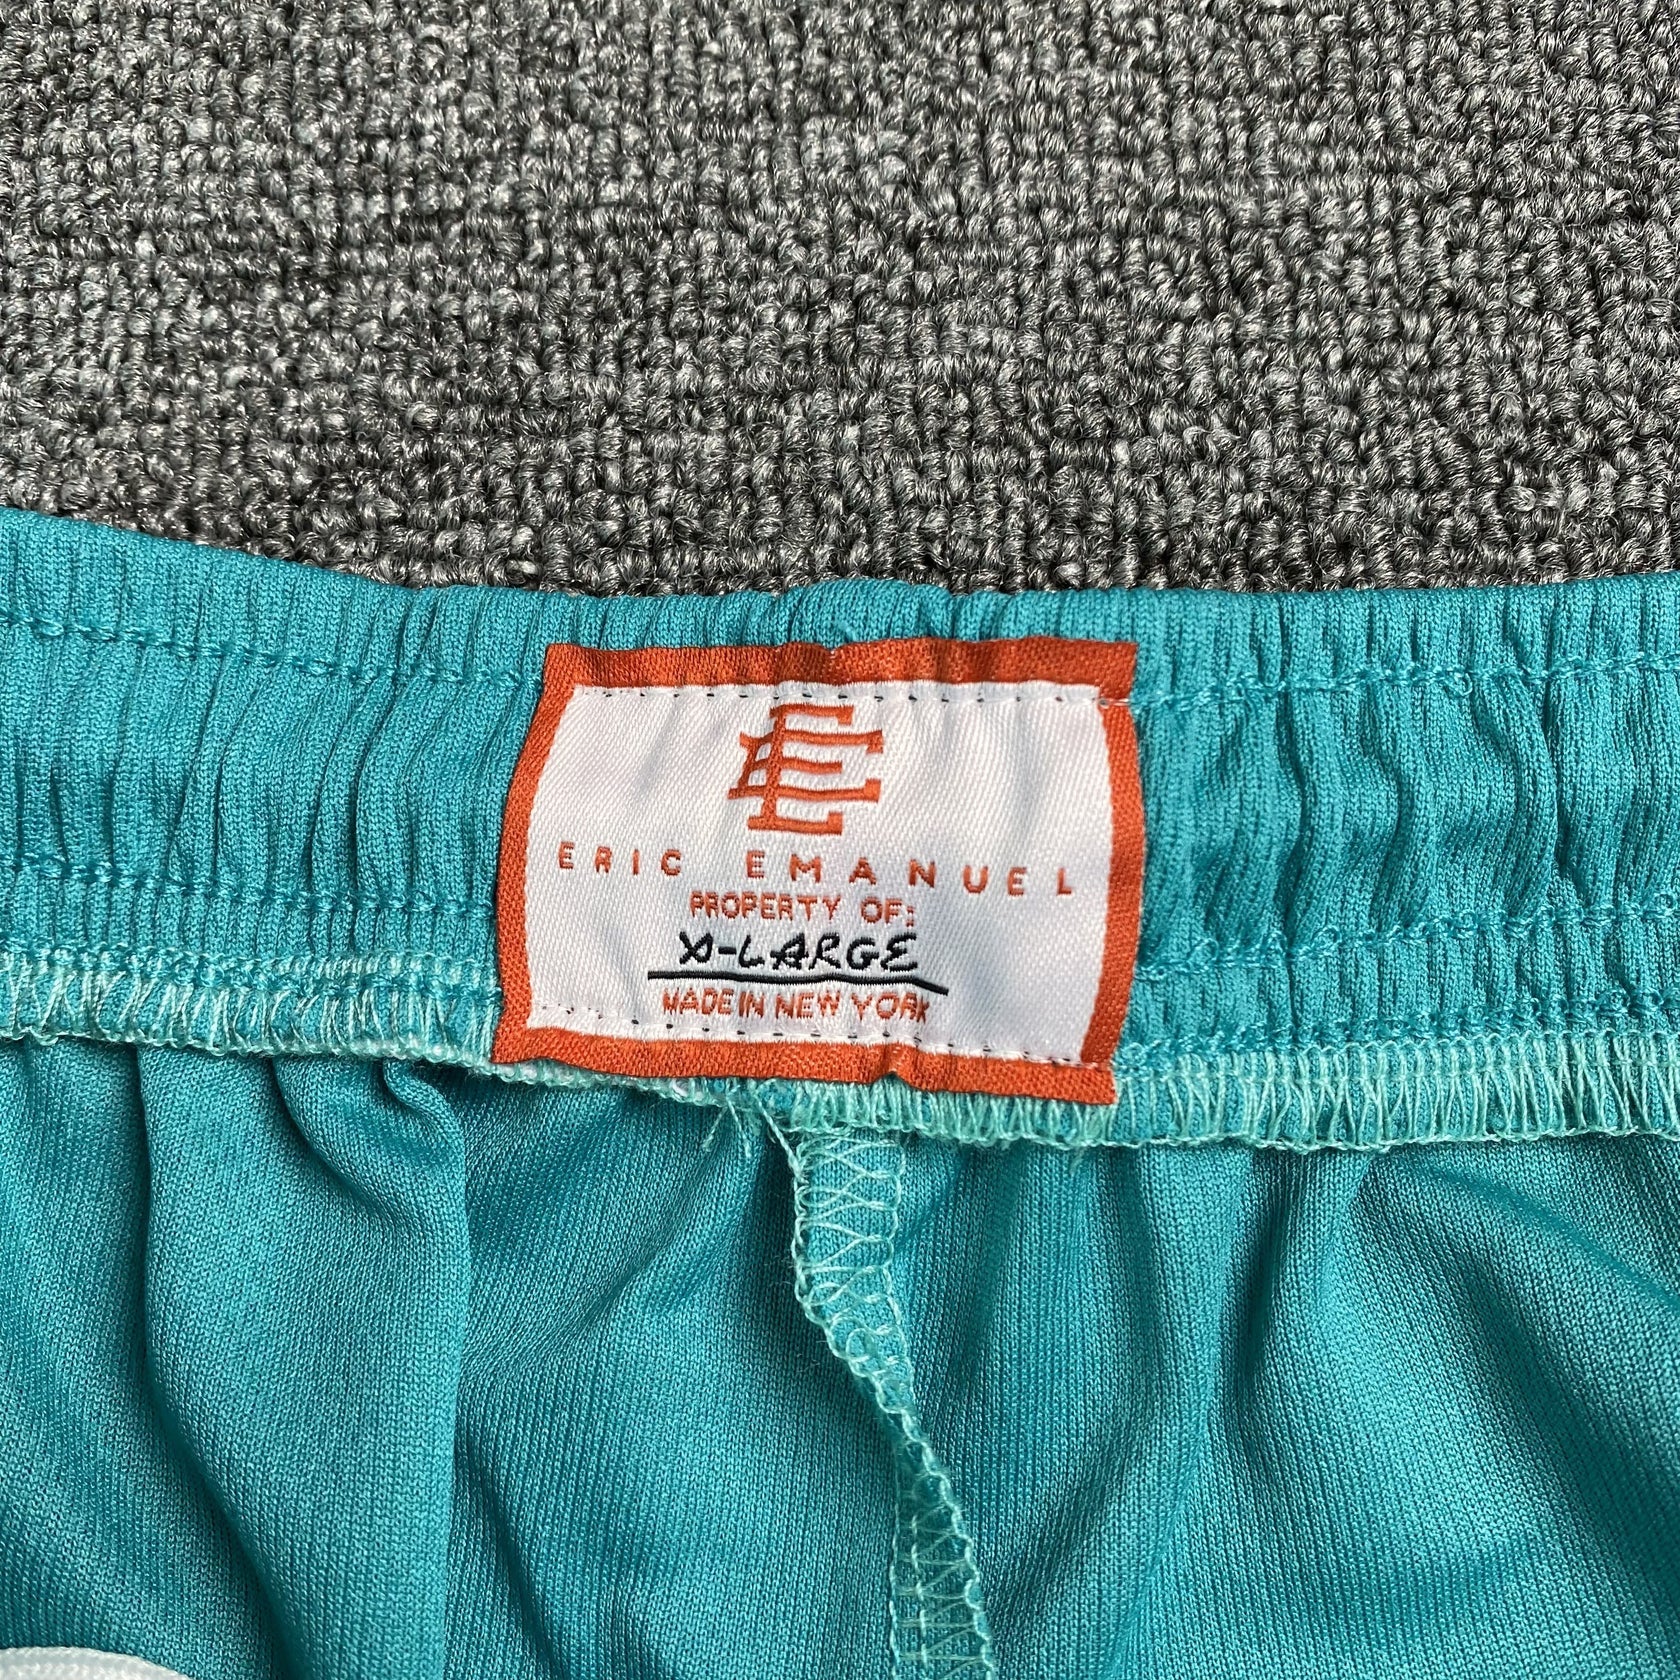 EE
ERIC EMANUEL
PROPERTY OF:
X-LARGE
MADE IN NEW YORK